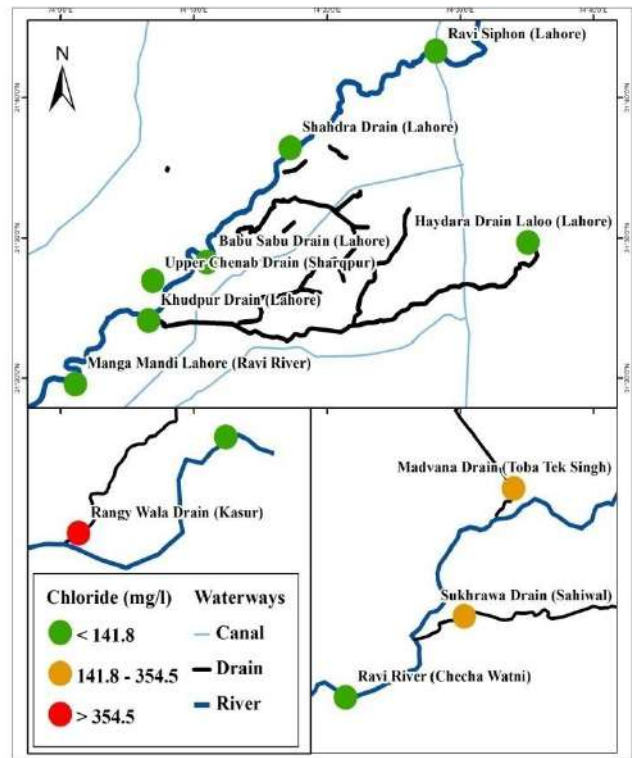 N
Ravi Siphon (Lahore)
Shahdra Drain (Lahore)
Haydara Drain Laloo (Lahore)
Babu Sabu Drain (Lahore)
Upper Chenab Drain (Sharqpur)
Khudpur Drain (Lahore)
Manga Mandi Lahore (Ravi River)
Rangy Wala Drain (Kasur)
Madvana Drain (Toba Tek Singh)
Sukhrawa Drain (Sahiwal)
Ravi River (Checha Watni)
Chloride (mg/l) Waterways
< 141.8 Canal
141.8 - 354.5 Drain
> 354.5 River